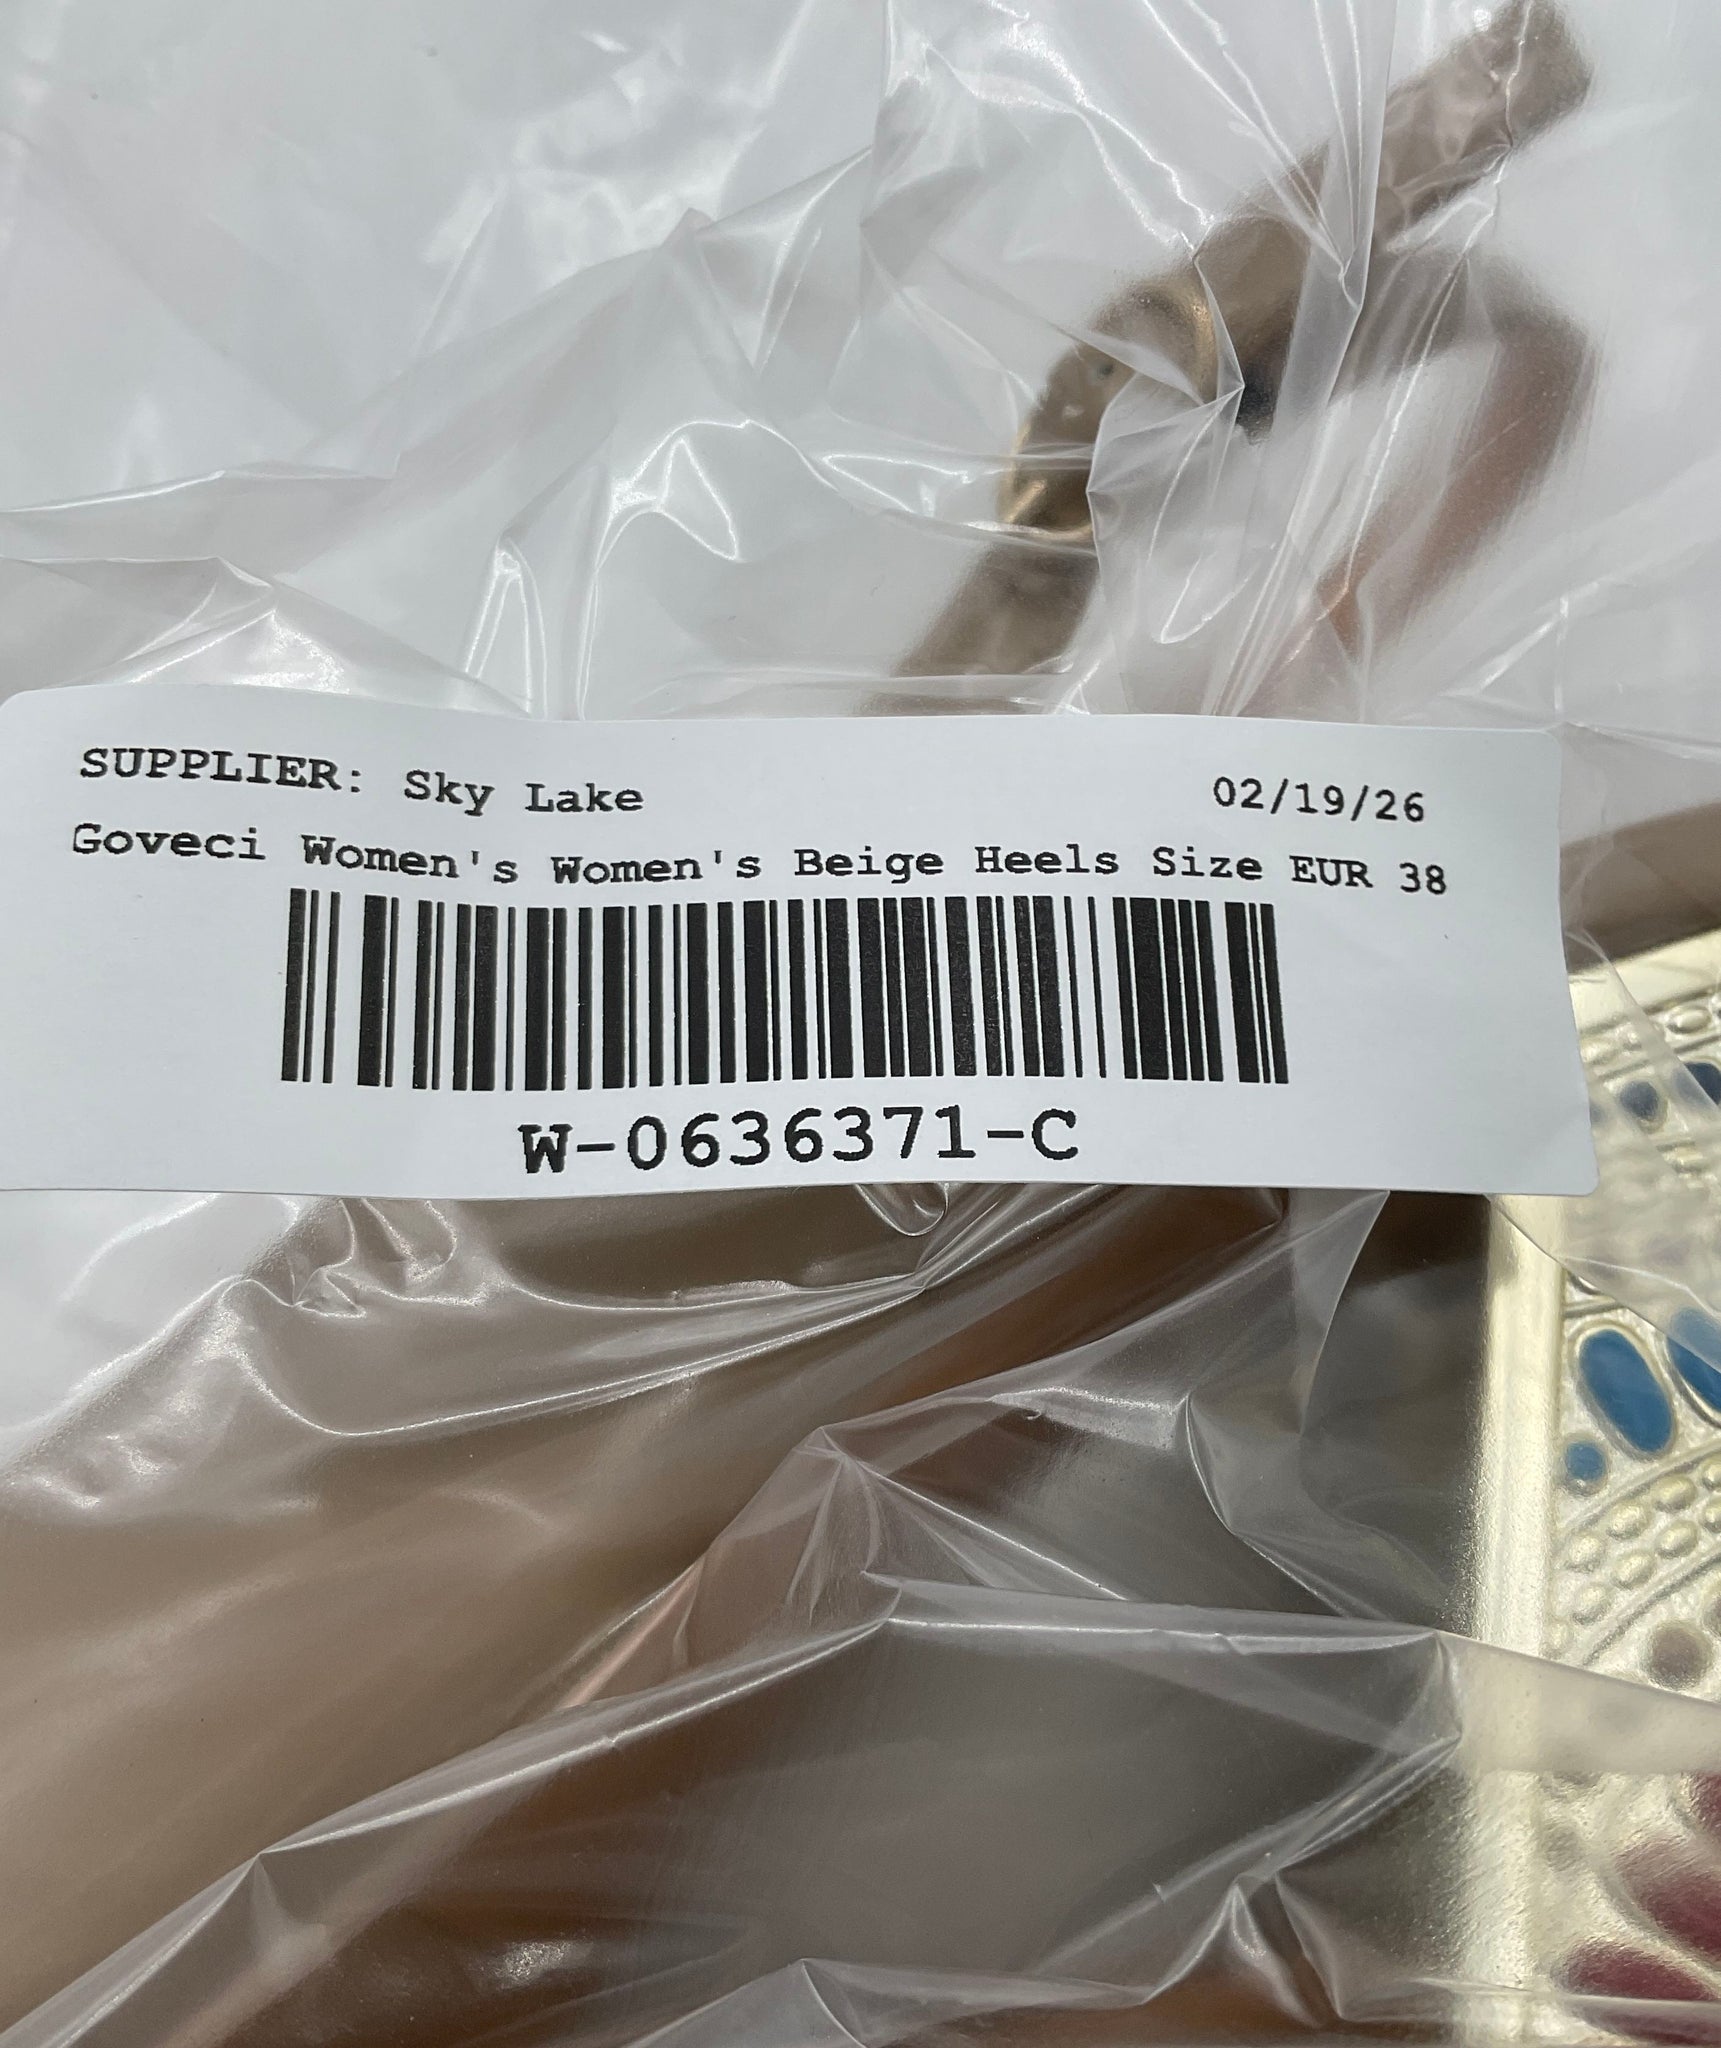 SUPPLIER: Sky Lake 02/19/26
Goveci Women's Women's Beige Heels Size EUR 38
W-0636371-C